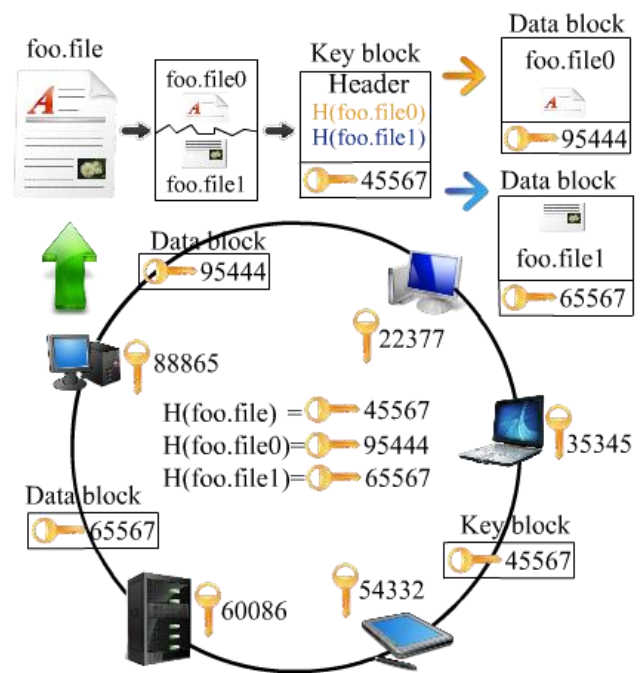 foo.file
foo.file0
foo.file1
Key block
Header
H(foo.file0)
H(foo.file1)
45567
Data block
foo.file0
95444
Data block
foo.file1
65567
Data block
95444
22377
88865
35345
H(foo.file) = 45567
H(foo.file0)= 95444
H(foo.file1)= 65567
Data block
65567
Key block
45567
60086
54332